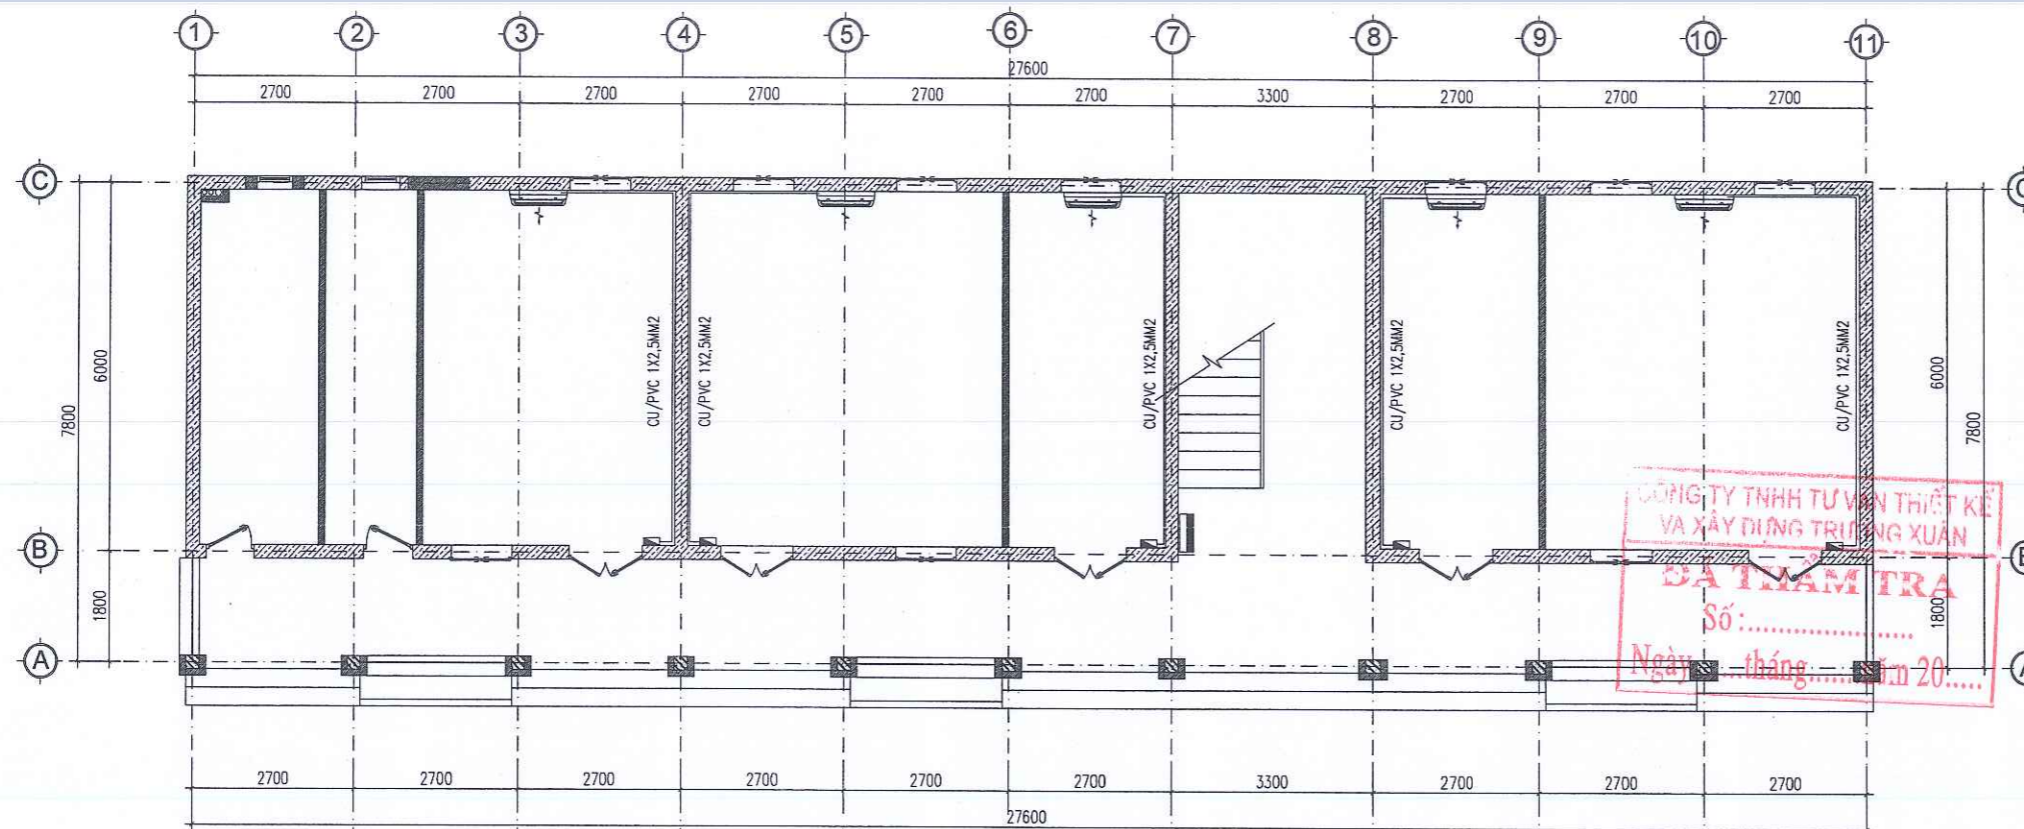 1 2 3 4 5 6 7 8 9 10 11
27600
2700 2700 2700 2700 2700 2700 3300 2700 2700 2700
C
CU/PVC 1X2,5MM2
CU/PVC 1X2,5MM2
CU/PVC 1X2,5MM2
CU/PVC 1X2,5MM2
CU/PVC 1X2,5MM2
6000
7800
6000
7800
CÔNG TY TNHH TƯ VẤN THIẾT KẾ
VÀ XÂY DỰNG TRƯỜNG XUÂN
B
ĐÃ THẨM TRA
1800
1800
Số:
A
Ngày.....tháng.......năm 20.....
2700 2700 2700 2700 2700 2700 3300 2700 2700 2700
27600